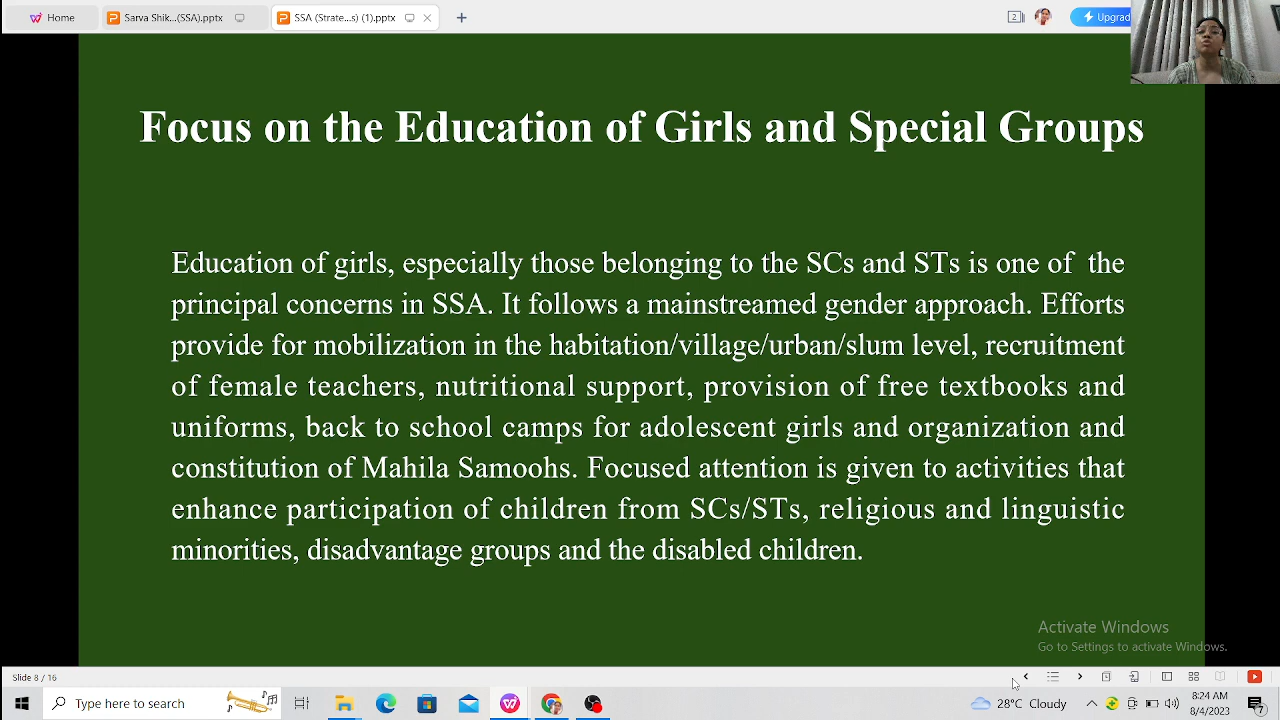 Home
Sarva Shik...(SSA).pptx
SSA (Strate...s) (1).pptx
2
Upgrad
Focus on the Education of Girls and Special Groups
Education of girls, especially those belonging to the SCs and STs is one of the
principal concerns in SSA. It follows a mainstreamed gender approach. Efforts
provide for mobilization in the habitation/village/urban/slum level, recruitment
of female teachers, nutritional support, provision of free textbooks and
uniforms, back to school camps for adolescent girls and organization and
constitution of Mahila Samoohs. Focused attention is given to activities that
enhance participation of children from SCs/STs, religious and linguistic
minorities, disadvantage groups and the disabled children.
Activate Windows
Go to Settings to activate Windows.
Slide 8 / 16
Type here to search
28°C Cloudy
8:24 AM
8/4/2023
7